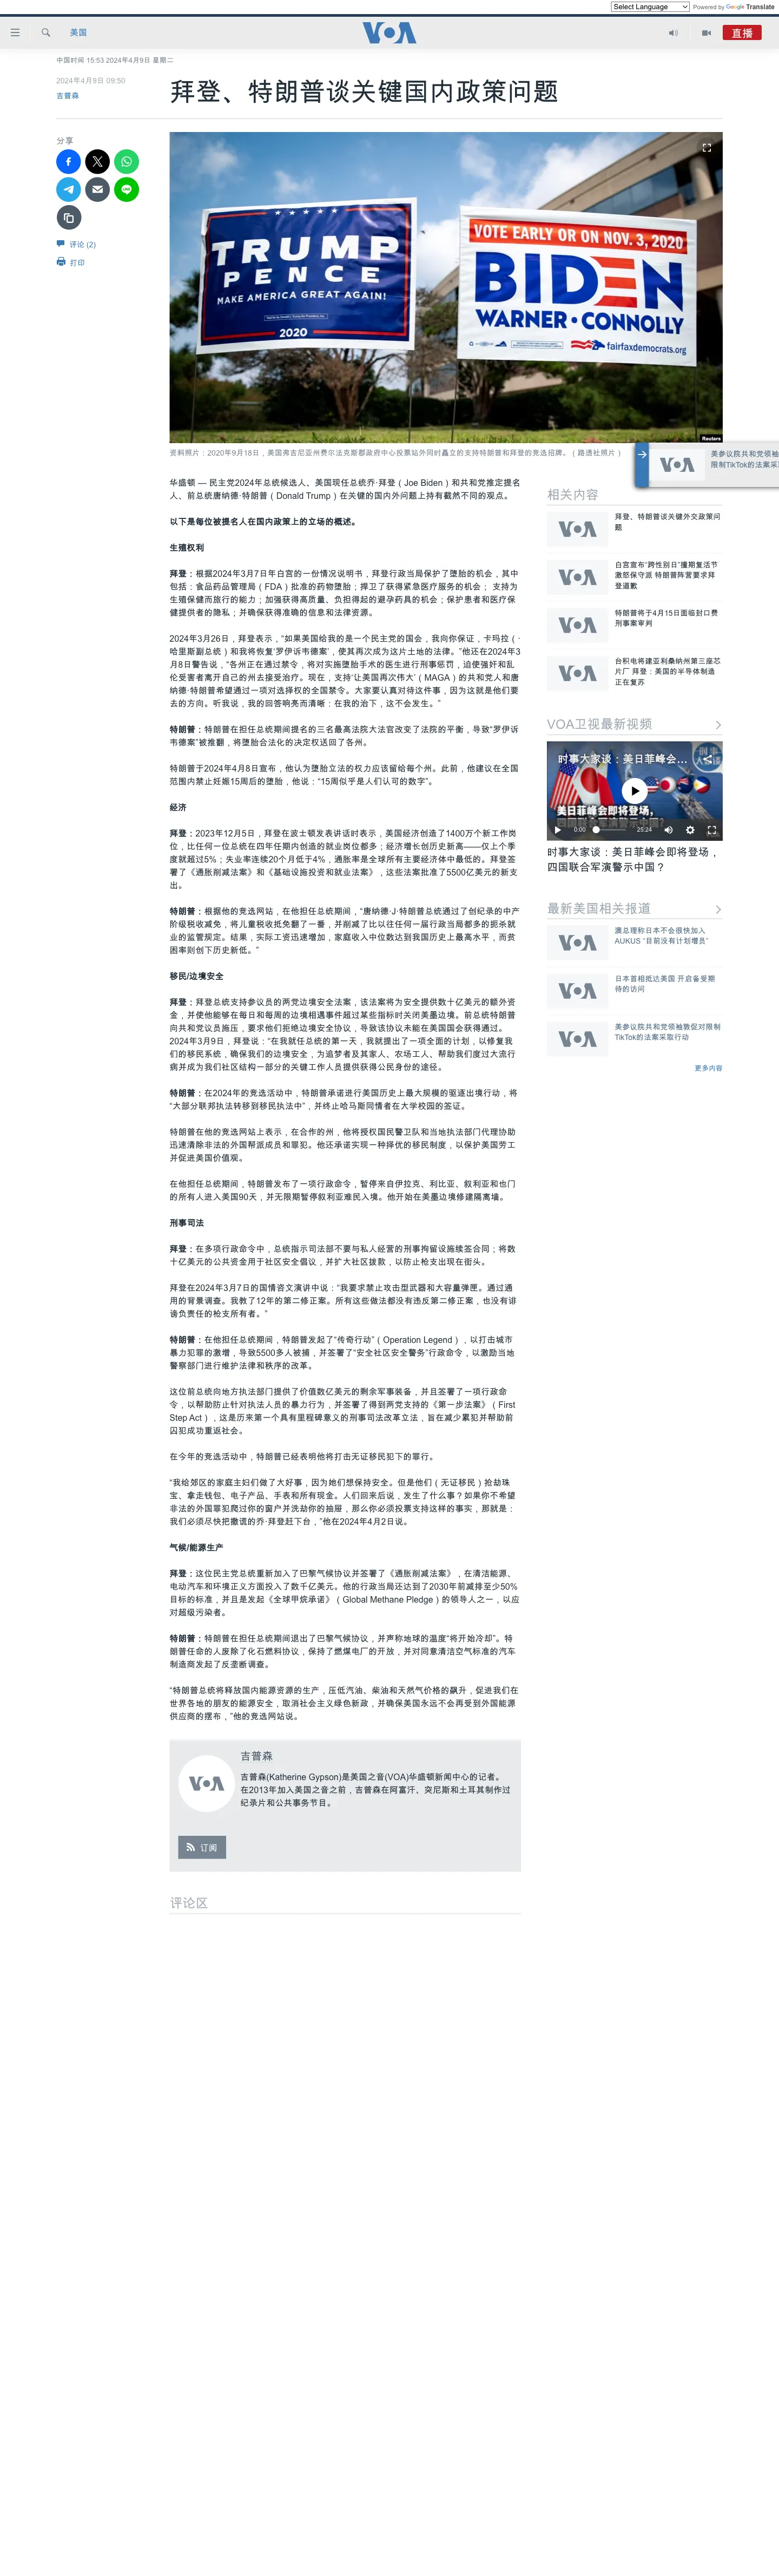 Select Language
Powered by Google Translate
美国
VOA
直播
中国时间 15:53 2024年4月9日 星期二
2024年4月9日 09:50
吉普森
拜登、特朗普谈关键国内政策问题
分享
评论 (2)
打印
TRUMP
PENCE
MAKE AMERICA GREAT AGAIN!
2020
VOTE EARLY OR ON NOV. 3, 2020
BIDEN
WARNER·CONNOLLY
fairfaxdemocrats.org
Reuters
资料照片：2020年9月18日，美国弗吉尼亚州费尔法克斯郡政府中心投票站外同时矗立的支持特朗普和拜登的竞选招牌。（路透社照片）
VOA
美参议院共和党领袖
限制TikTok的法案采
华盛顿 — 民主党2024年总统候选人、美国现任总统乔·拜登（Joe Biden）和共和党推定提名
人、前总统唐纳德·特朗普（Donald Trump）在关键的国内外问题上持有截然不同的观点。
以下是每位被提名人在国内政策上的立场的概述。
生殖权利
拜登：根据2024年3月7日年白宫的一份情况说明书，拜登行政当局保护了堕胎的机会，其中
包括：食品药品管理局（FDA）批准的药物堕胎；捍卫了获得紧急医疗服务的机会； 支持为
生殖保健而旅行的能力；加强获得高质量、负担得起的避孕药具的机会；保护患者和医疗保
健提供者的隐私；并确保获得准确的信息和法律资源。
2024年3月26日，拜登表示，“如果美国给我的是一个民主党的国会，我向你保证，卡玛拉（·
哈里斯副总统）和我将恢复‘罗伊诉韦德案’，使其再次成为这片土地的法律。”他还在2024年3
月8日警告说，“各州正在通过禁令，将对实施堕胎手术的医生进行刑事惩罚，迫使强奸和乱
伦受害者离开自己的州去接受治疗。现在，支持‘让美国再次伟大’（MAGA）的共和党人和唐
纳德·特朗普希望通过一项对选择权的全国禁令。大家要认真对待这件事，因为这就是他们要
去的方向。听我说，我的回答响亮而清晰：在我的治下，这不会发生。”
特朗普：特朗普在担任总统期间提名的三名最高法院大法官改变了法院的平衡，导致“罗伊诉
韦德案”被推翻，将堕胎合法化的决定权送回了各州。
特朗普于2024年4月8日宣布，他认为堕胎立法的权力应该留给每个州。此前，他建议在全国
范围内禁止妊娠15周后的堕胎，他说：“15周似乎是人们认可的数字”。
经济
拜登：2023年12月5日，拜登在波士顿发表讲话时表示，美国经济创造了1400万个新工作岗
位，比任何一位总统在四年任期内创造的就业岗位都多；经济增长创历史新高——仅上个季
度就超过5%；失业率连续20个月低于4%，通胀率是全球所有主要经济体中最低的。拜登签
署了《通胀削减法案》和《基础设施投资和就业法案》，这些法案批准了5500亿美元的新支
出。
特朗普：根据他的竞选网站，在他担任总统期间，“唐纳德·J·特朗普总统通过了创纪录的中产
阶级税收减免，将儿童税收抵免翻了一番，并削减了比以往任何一届行政当局都多的扼杀就
业的监管规定。结果，实际工资迅速增加，家庭收入中位数达到我国历史上最高水平，而贫
困率则创下历史新低。”
移民/边境安全
拜登：拜登总统支持参议员的两党边境安全法案，该法案将为安全提供数十亿美元的额外资
金，并使他能够在每日和每周的边境相遇事件超过某些指标时关闭美墨边境。前总统特朗普
向共和党议员施压，要求他们拒绝边境安全协议，导致该协议未能在美国国会获得通过。
2024年3月9日，拜登说：“在我就任总统的第一天，我就提出了一项全面的计划，以修复我
们的移民系统，确保我们的边境安全，为追梦者及其家人、农场工人、帮助我们度过大流行
病并成为我们社区结构一部分的关键工作人员提供获得公民身份的途径。
特朗普：在2024年的竞选活动中，特朗普承诺进行美国历史上最大规模的驱逐出境行动，将
“大部分联邦执法转移到移民执法中”，并终止哈马斯同情者在大学校园的签证。
特朗普在他的竞选网站上表示，在合作的州，他将授权国民警卫队和当地执法部门代理协助
迅速清除非法的外国帮派成员和罪犯。他还承诺实现一种择优的移民制度，以保护美国劳工
并促进美国价值观。
在他担任总统期间，特朗普发布了一项行政命令，暂停来自伊拉克、利比亚、叙利亚和也门
的所有人进入美国90天，并无限期暂停叙利亚难民入境。他开始在美墨边境修建隔离墙。
刑事司法
拜登：在多项行政命令中，总统指示司法部不要与私人经营的刑事拘留设施续签合同；将数
十亿美元的公共资金用于社区安全倡议，并扩大社区拨款，以防止枪支出现在街头。
拜登在2024年3月7日的国情咨文演讲中说：“我要求禁止攻击型武器和大容量弹匣。通过通
用的背景调查。我教了12年的第二修正案。所有这些做法都没有违反第二修正案，也没有诽
谤负责任的枪支所有者。”
特朗普：在他担任总统期间，特朗普发起了“传奇行动”（Operation Legend），以打击城市
暴力犯罪的激增，导致5500多人被捕，并签署了“安全社区安全警务”行政命令，以激励当地
警察部门进行维护法律和秩序的改革。
这位前总统向地方执法部门提供了价值数亿美元的剩余军事装备，并且签署了一项行政命
令，以帮助防止针对执法人员的暴力行为，并签署了得到两党支持的《第一步法案》（First
Step Act），这是历来第一个具有里程碑意义的刑事司法改革立法，旨在减少累犯并帮助前
囚犯成功重返社会。
在今年的竞选活动中，特朗普已经表明他将打击无证移民犯下的罪行。
“我给郊区的家庭主妇们做了大好事，因为她们想保持安全。但是他们（无证移民）抢劫珠
宝、拿走钱包、电子产品、手表和所有现金。人们回来后说，发生了什么事？如果你不希望
非法的外国罪犯爬过你的窗户并洗劫你的抽屉，那么你必须投票支持这样的事实，那就是：
我们必须尽快把撒谎的乔·拜登赶下台，”他在2024年4月2日说。
气候/能源生产
拜登：这位民主党总统重新加入了巴黎气候协议并签署了《通胀削减法案》，在清洁能源、
电动汽车和环境正义方面投入了数千亿美元。他的行政当局还达到了2030年前减排至少50%
目标的标准，并且是发起《全球甲烷承诺》（Global Methane Pledge）的领导人之一，以应
对超级污染者。
特朗普：特朗普在担任总统期间退出了巴黎气候协议，并声称地球的温度“将开始冷却”。特
朗普任命的人废除了化石燃料协议，保持了燃煤电厂的开放，并对同意清洁空气标准的汽车
制造商发起了反垄断调查。
“特朗普总统将释放国内能源资源的生产，压低汽油、柴油和天然气价格的飙升，促进我们在
世界各地的朋友的能源安全，取消社会主义绿色新政，并确保美国永远不会再受到外国能源
供应商的摆布，”他的竞选网站说。
VOA
吉普森
吉普森(Katherine Gypson)是美国之音(VOA)华盛顿新闻中心的记者。
在2013年加入美国之音之前，吉普森在阿富汗、突尼斯和土耳其制作过
纪录片和公共事务节目。
订阅
评论区
相关内容
VOA
拜登、特朗普谈关键外交政策问
题
VOA
白宫宣布“跨性别日”撞期复活节
激怒保守派 特朗普阵营要求拜
登道歉
VOA
特朗普将于4月15日面临封口费
刑事案审判
VOA
台积电将建亚利桑纳州第三座芯
片厂 拜登：美国的半导体制造
正在复苏
VOA卫视最新视频
时事大家谈：美日菲峰会...
美日菲峰会即将登场，
0:00
25:24
时事大家谈：美日菲峰会即将登场，
四国联合军演警示中国？
最新美国相关报道
VOA
澳总理称日本不会很快加入
AUKUS “目前没有计划增员”
VOA
日本首相抵达美国 开启备受期
待的访问
VOA
美参议院共和党领袖敦促对限制
TikTok的法案采取行动
更多内容